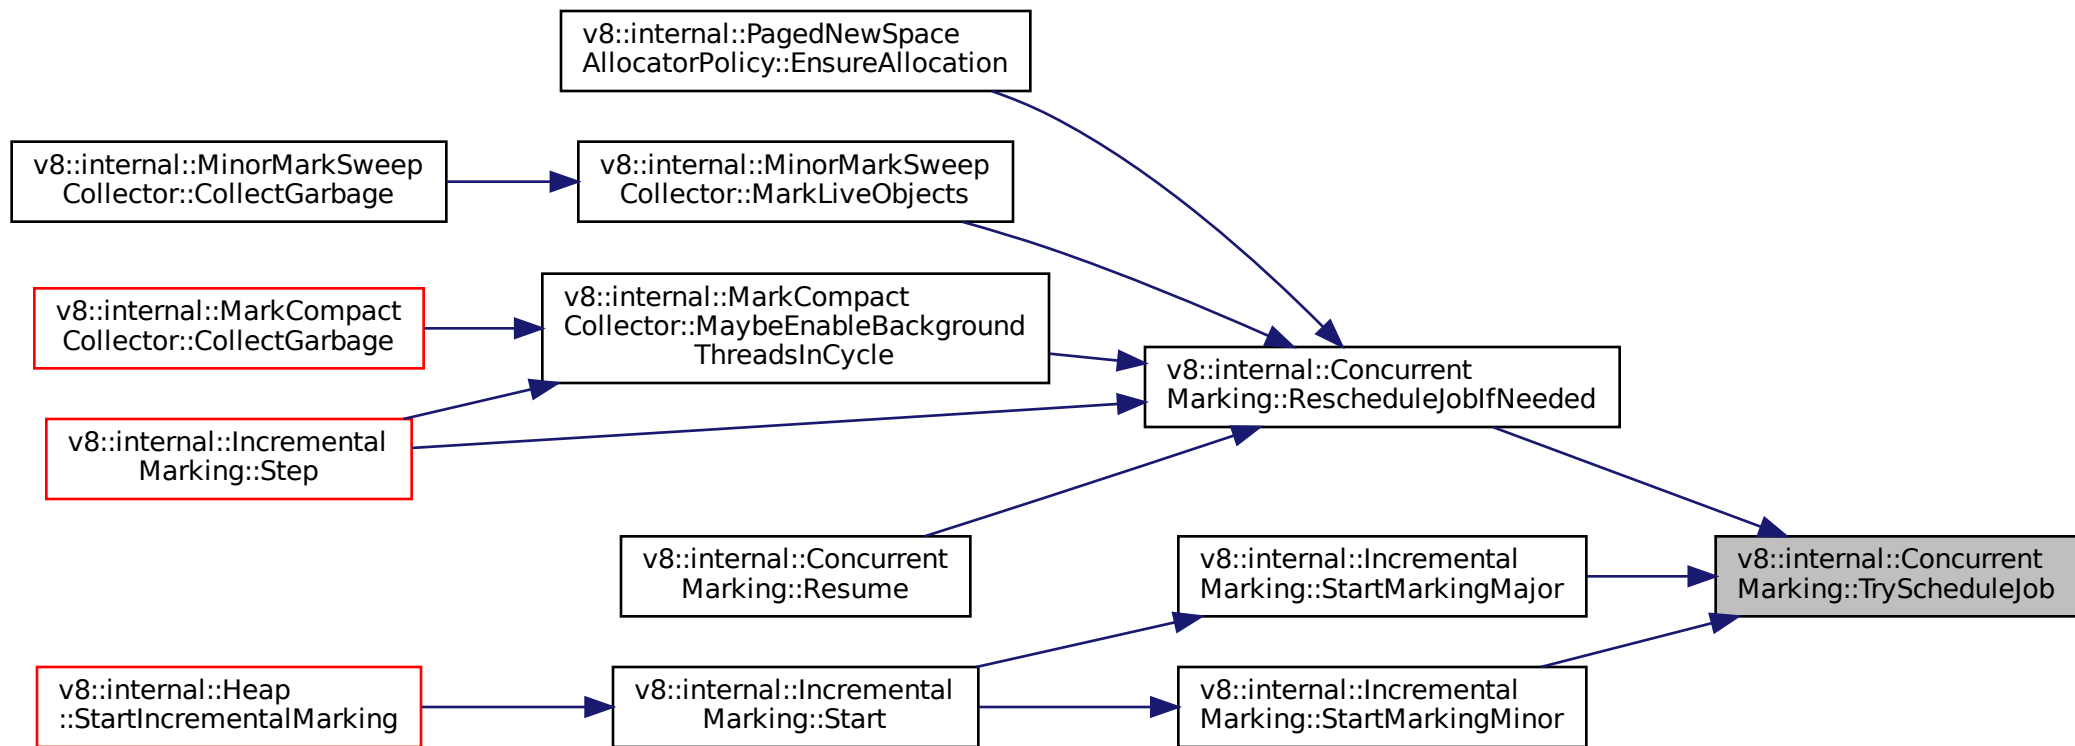 v8::internal::PagedNewSpace
AllocatorPolicy::EnsureAllocation
v8::internal::MinorMarkSweep
Collector::CollectGarbage
v8::internal::MinorMarkSweep
Collector::MarkLiveObjects
v8::internal::MarkCompact
Collector::CollectGarbage
v8::internal::MarkCompact
Collector::MaybeEnableBackground
ThreadsInCycle
v8::internal::Concurrent
Marking::RescheduleJobIfNeeded
v8::internal::Incremental
Marking::Step
v8::internal::Concurrent
Marking::Resume
v8::internal::Incremental
Marking::StartMarkingMajor
v8::internal::Concurrent
Marking::TryScheduleJob
v8::internal::Heap
::StartIncrementalMarking
v8::internal::Incremental
Marking::Start
v8::internal::Incremental
Marking::StartMarkingMinor